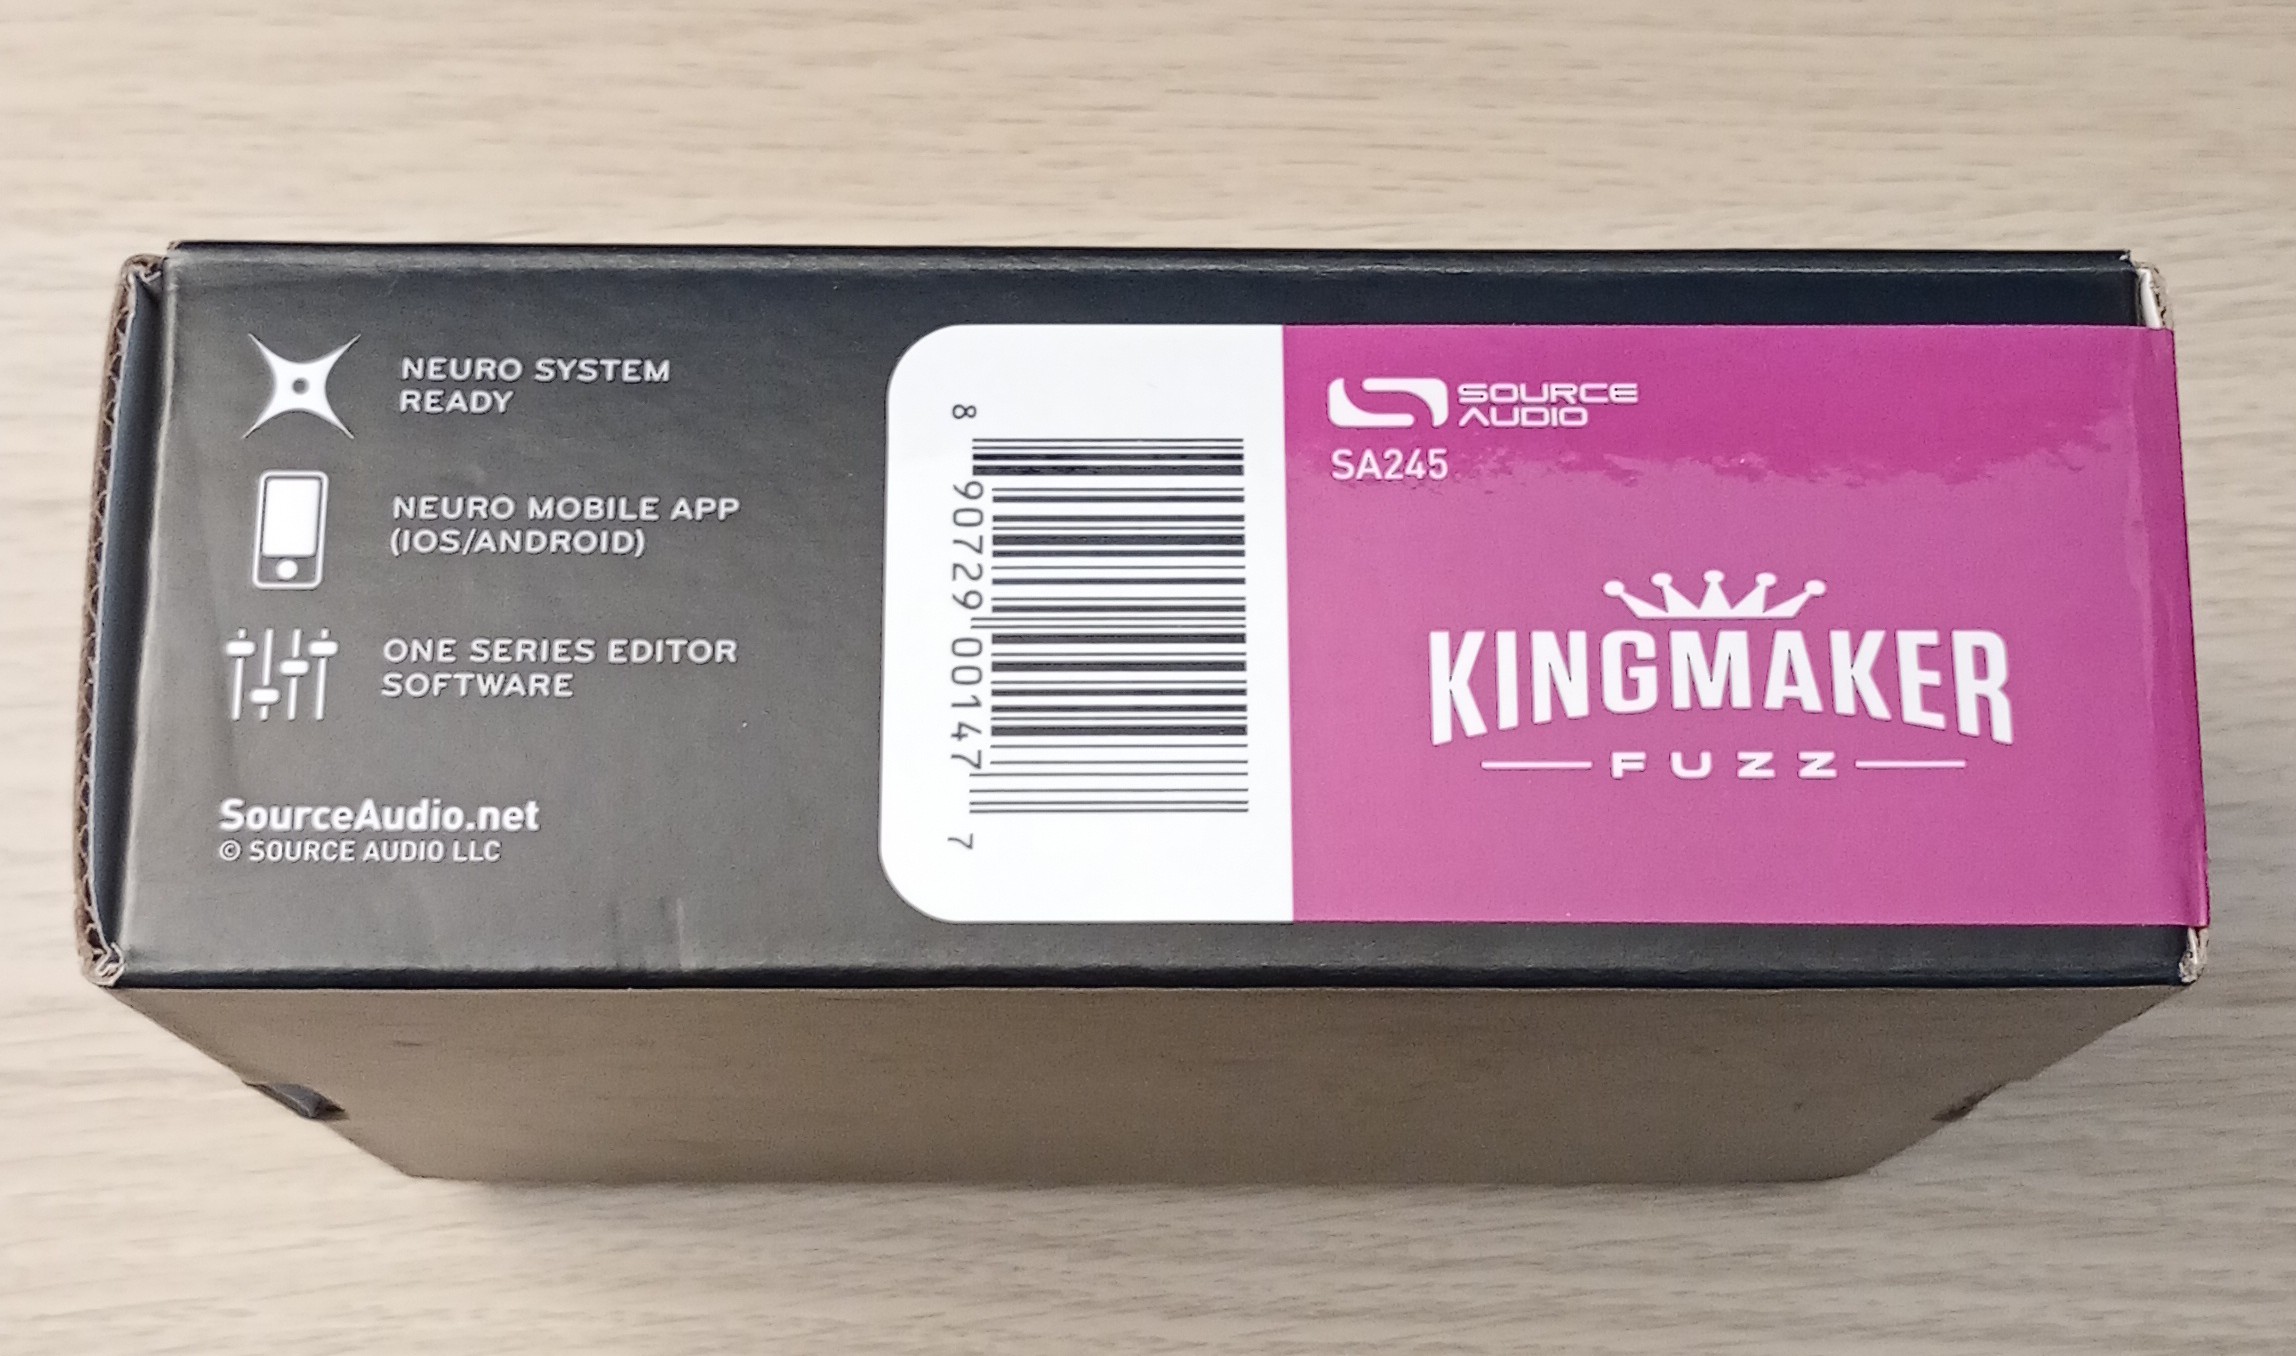 NEURO SYSTEM
READY
NEURO MOBILE APP
(IOS/ANDROID)
ONE SERIES EDITOR
SOFTWARE
SourceAudio.net
© SOURCE AUDIO LLC
8 90729 00147 7
SOURCE
AUDIO
SA245
KINGMAKER
FUZZ